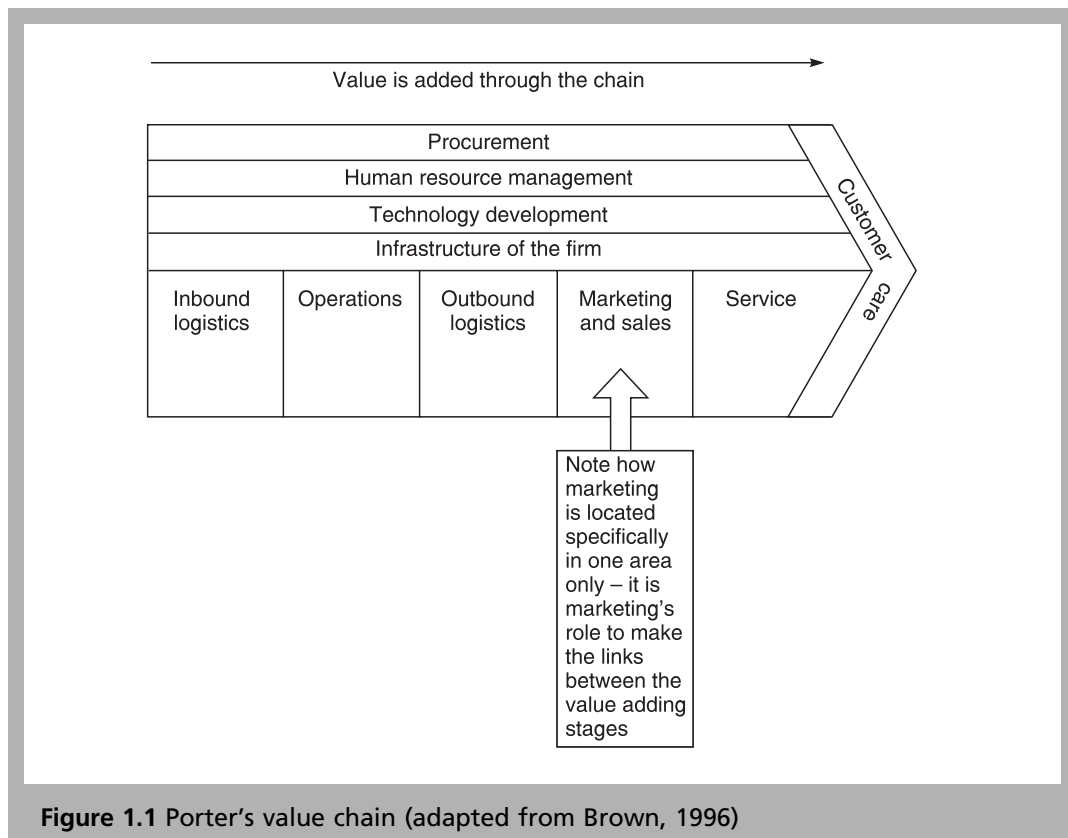 Value is added through the chain
Procurement
Human resource management
Technology development
Infrastructure of the firm
Customer care
Inbound
logistics
Operations
Outbound
logistics
Marketing
and sales
Service
Note how
marketing
is located
specifically
in one area
only – it is
marketing’s
role to make
the links
between the
value adding
stages
Figure 1.1 Porter’s value chain (adapted from Brown, 1996)